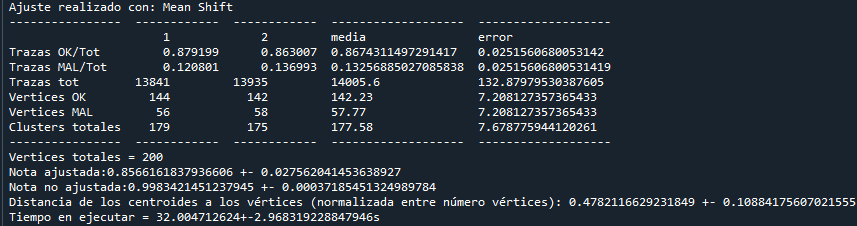 Ajuste realizado con: Mean Shift
---------------- ------------ ------------ ------------------- -------------------
1 2 media error
Trazas OK/Tot 0.879199 0.863007 0.8674311497291417 0.0251560680053142
Trazas MAL/Tot 0.120801 0.136993 0.13256885027085838 0.02515606800531419
Trazas tot 13841 13935 14005.6 132.87979530387605
Vertices OK 144 142 142.23 7.208127357365433
Vertices MAL 56 58 57.77 7.208127357365433
Clusters totales 179 175 177.58 7.678775944120261
---------------- ------------ ------------ ------------------- -------------------
Vertices totales = 200
Nota ajustada:0.8566161837936606 +- 0.027562041453638927
Nota no ajustada:0.9983421451237945 +- 0.00037185451324989784
Distancia de los centroides a los vértices (normalizada entre número vértices): 0.4782116629231849 +- 0.10884175607021555
Tiempo en ejecutar = 32.004712624+-2.968319228847946s